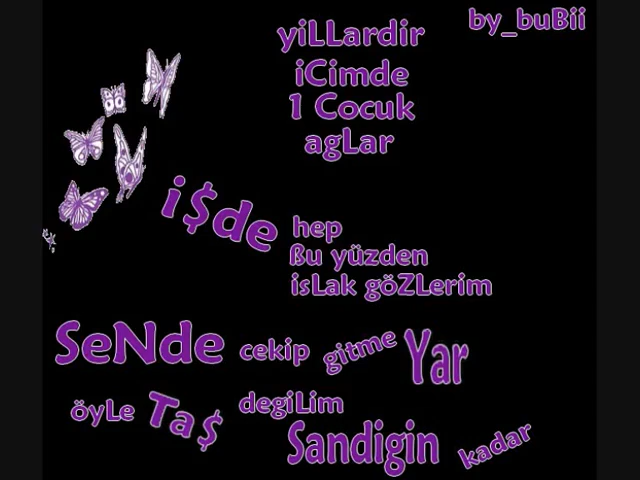 by_buBii
yiLLardir
iCimde
1 Cocuk
agLar
i$de hep
ßu yüzden
isLak göZLerim
SeNde cekip gitme Yar
öyLe Ta$ degiLim Sandigin kadar